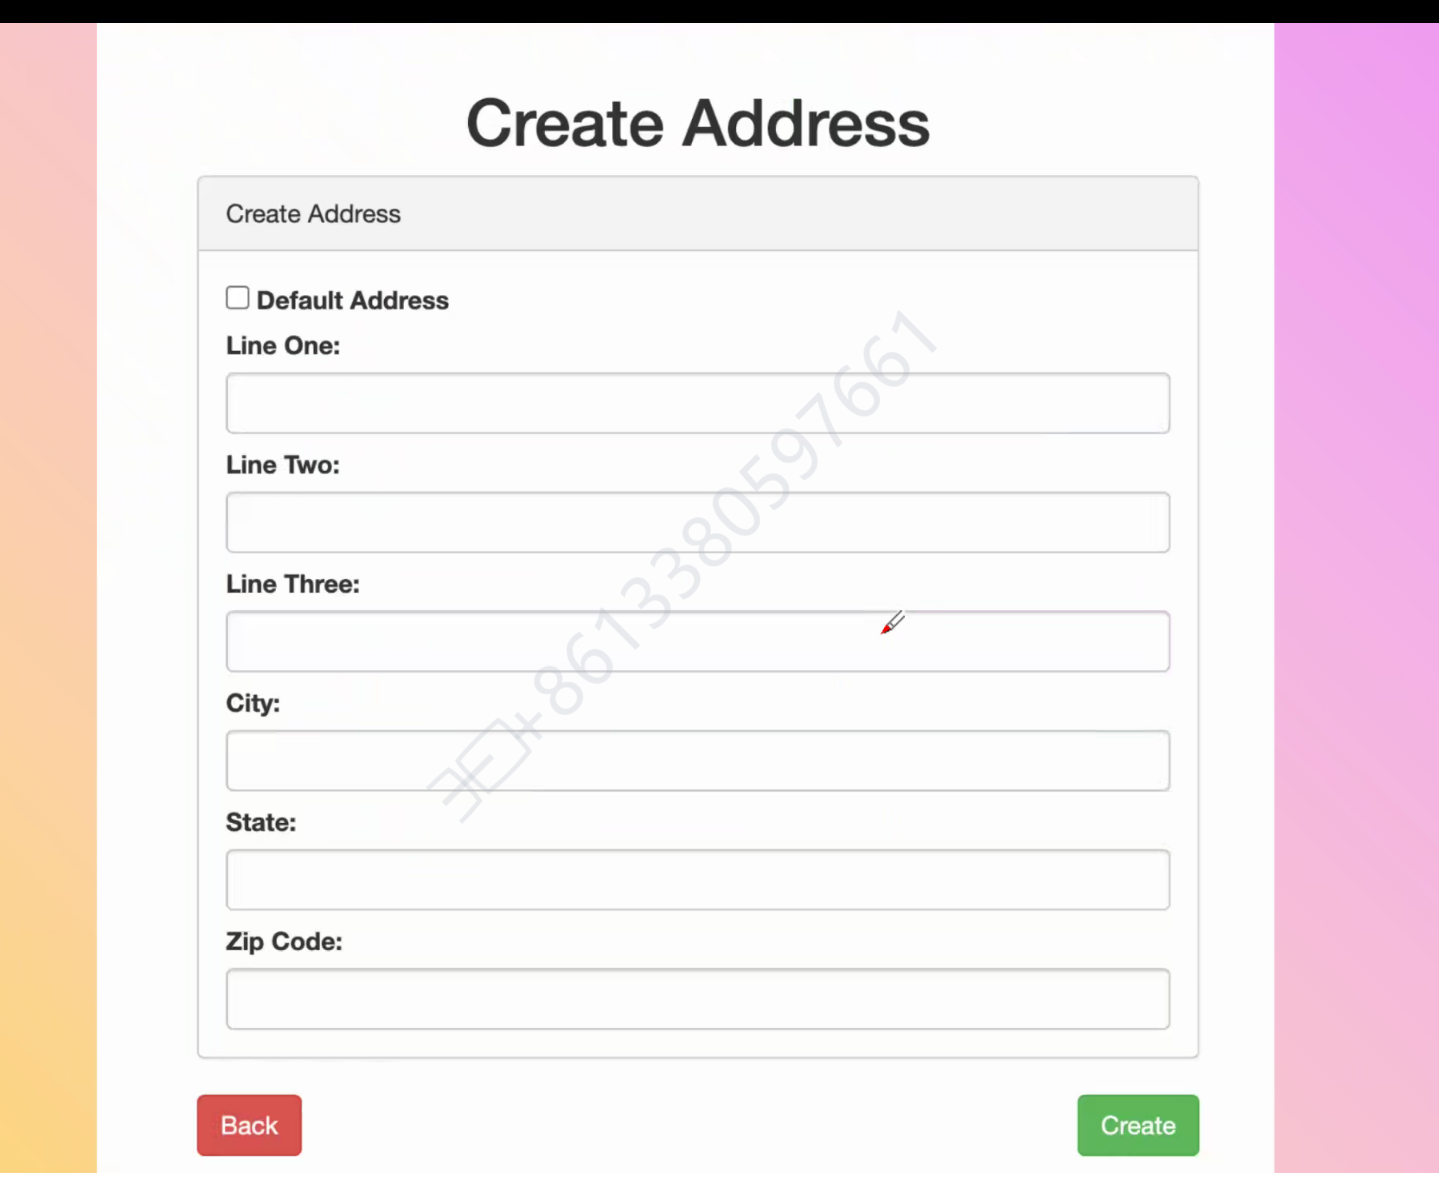 Create Address
Create Address
Default Address
Line One:
Line Two:
Line Three:
City:
State:
Zip Code:
Back
Create
+8613380597661